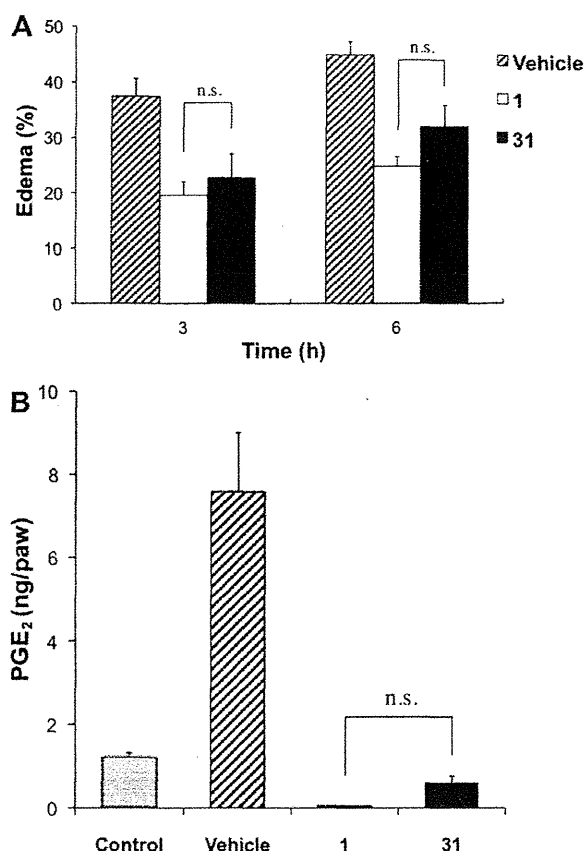 A
50
40
30
20
10
0
Edema (%)
n.s.
n.s.
Vehicle
1
31
3
6
Time (h)
B
10
8
6
4
2
0
PGE₂ (ng/paw)
n.s.
Control Vehicle 1 31